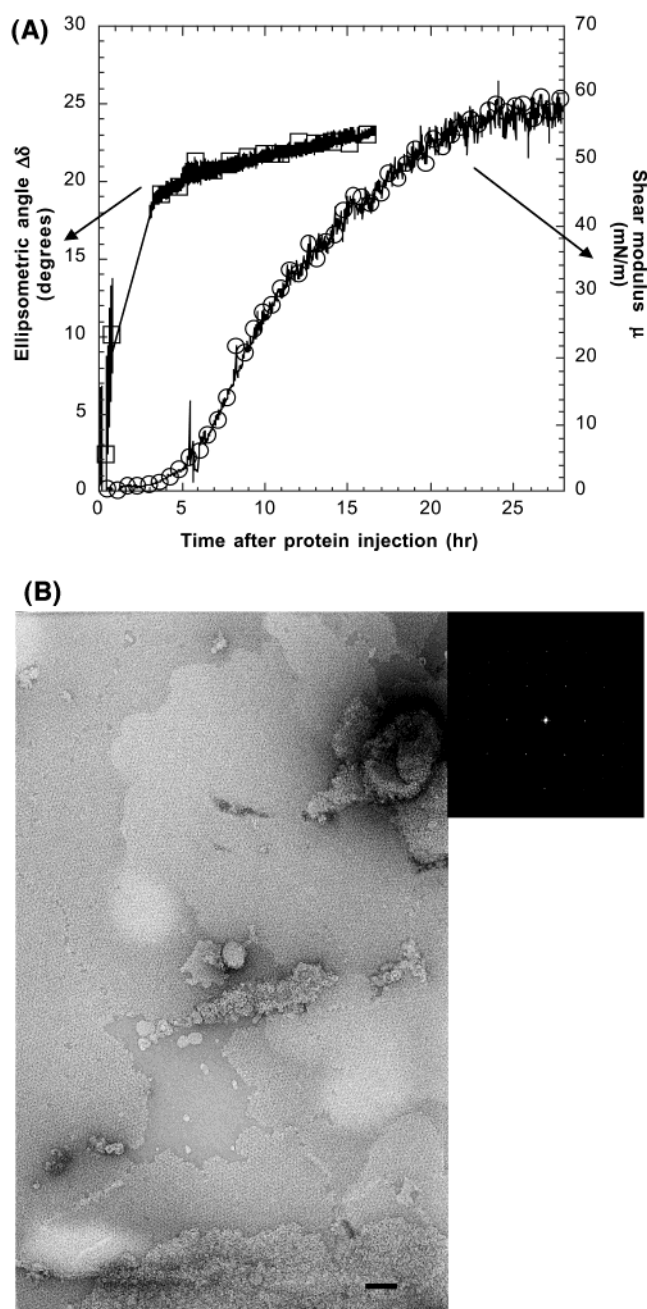 (A)
30
25
20
15
10
5
0
Ellipsometric angle Δδ
(degrees)
70
60
50
40
30
20
10
0
Shear modulus μ
(mN/m)
0 5 10 15 20 25
Time after protein injection (hr)
(B)